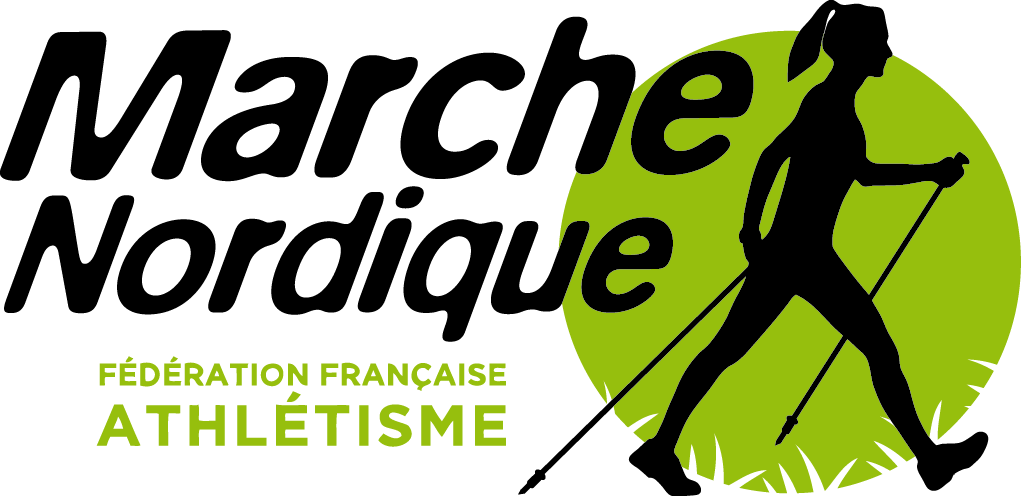 Marche
Nordique
FÉDÉRATION FRANÇAISE
ATHLÉTISME